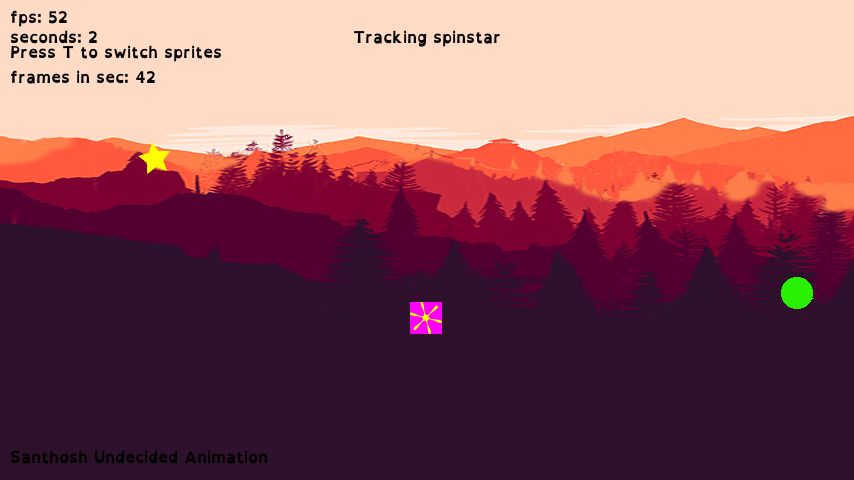 fps: 52
seconds: 2
Tracking spinstar
Press T to switch sprites
frames in sec: 42
Santhosh Undecided Animation